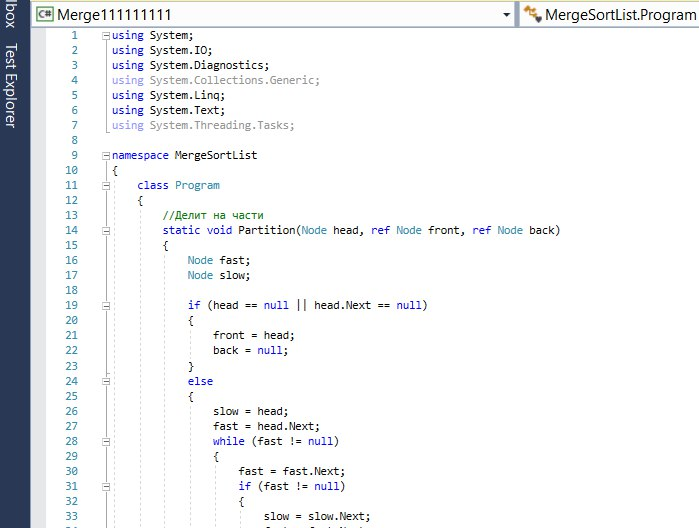 lbox
Test Explorer
C# Merge111111111
MergeSortList.Program
1 using System;
2 using System.IO;
3 using System.Diagnostics;
4 using System.Collections.Generic;
5 using System.Linq;
6 using System.Text;
7 using System.Threading.Tasks;
8
9 namespace MergeSortList
10 {
11 class Program
12 {
13 //Делит на части
14 static void Partition(Node head, ref Node front, ref Node back)
15 {
16 Node fast;
17 Node slow;
18
19 if (head == null || head.Next == null)
20 {
21 front = head;
22 back = null;
23 }
24 else
25 {
26 slow = head;
27 fast = head.Next;
28 while (fast != null)
29 {
30 fast = fast.Next;
31 if (fast != null)
32 {
33 slow = slow.Next;